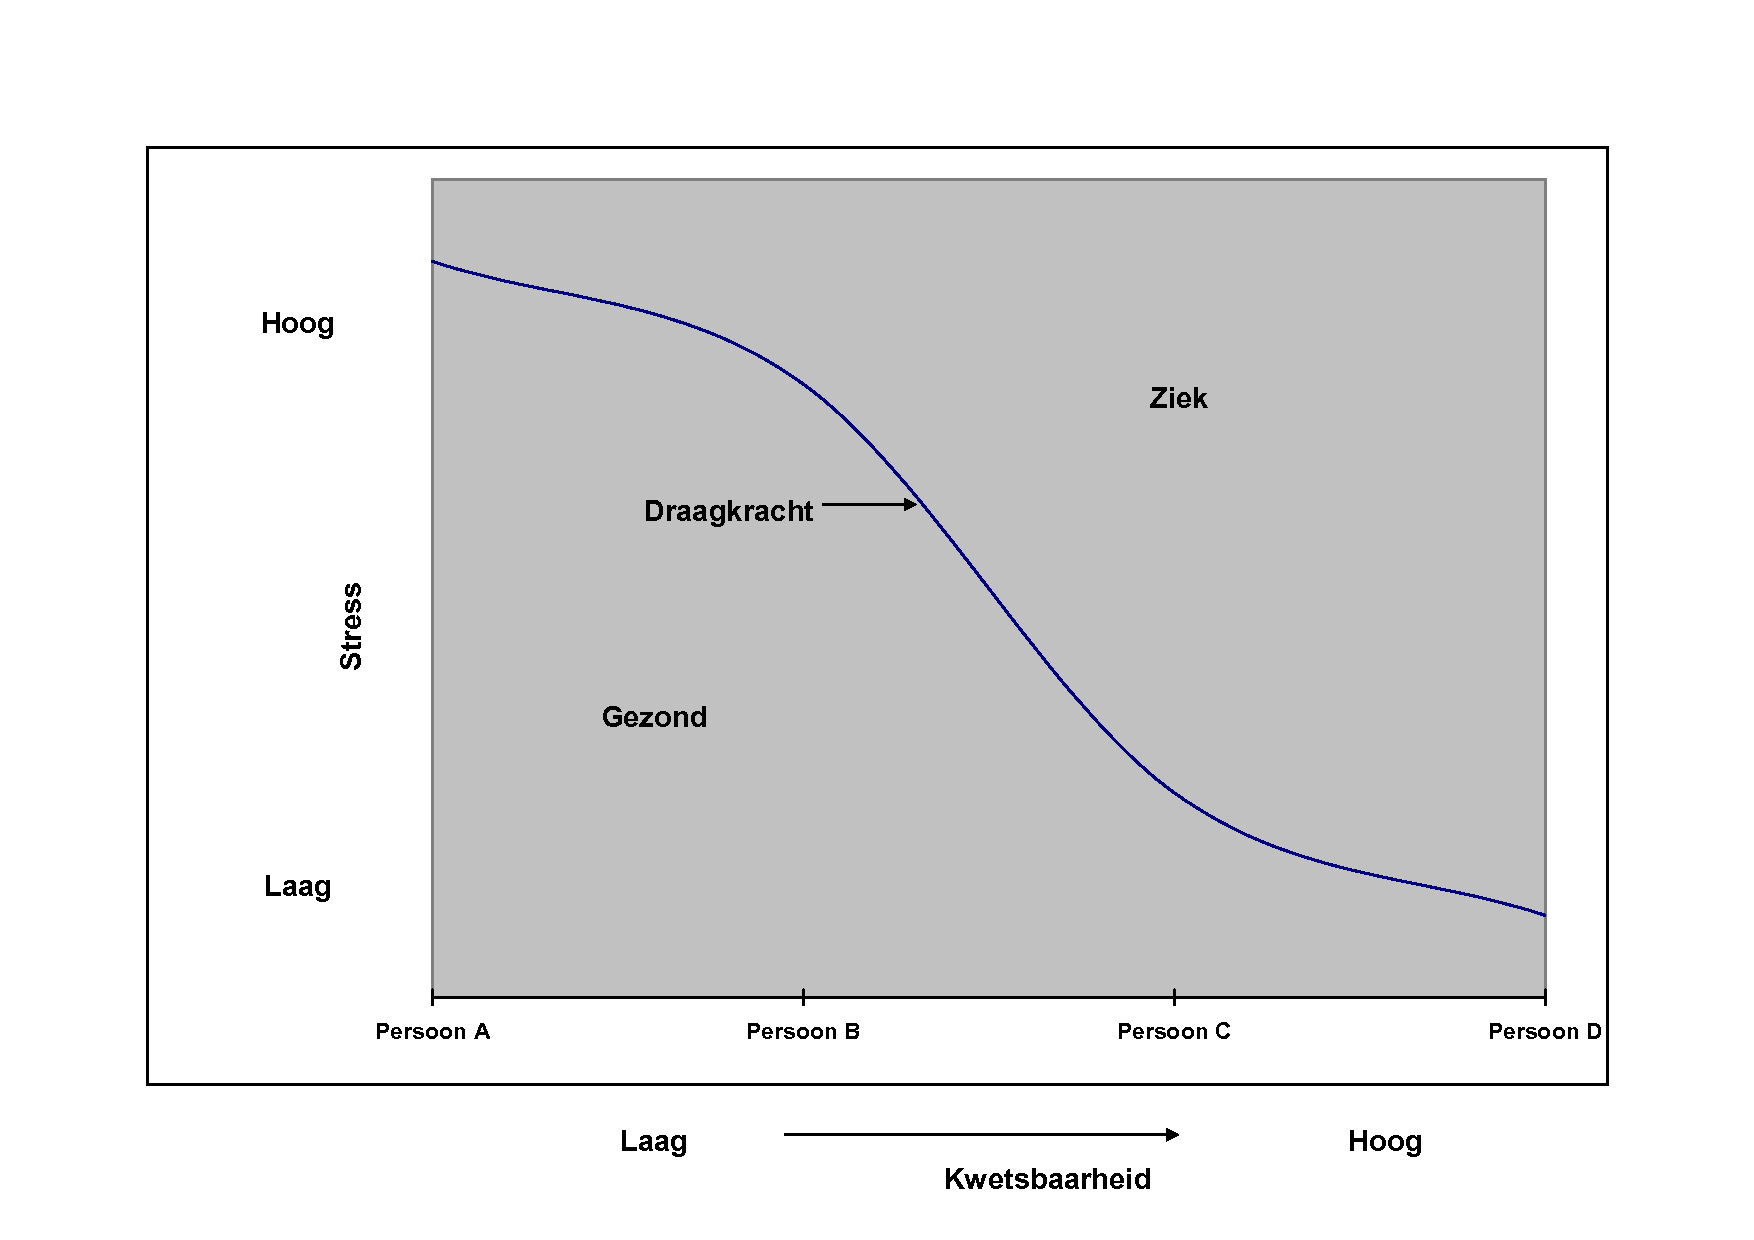 Hoog
Ziek
Draagkracht
Stress
Gezond
Laag
Persoon A
Persoon B
Persoon C
Persoon D
Laag
Hoog
Kwetsbaarheid